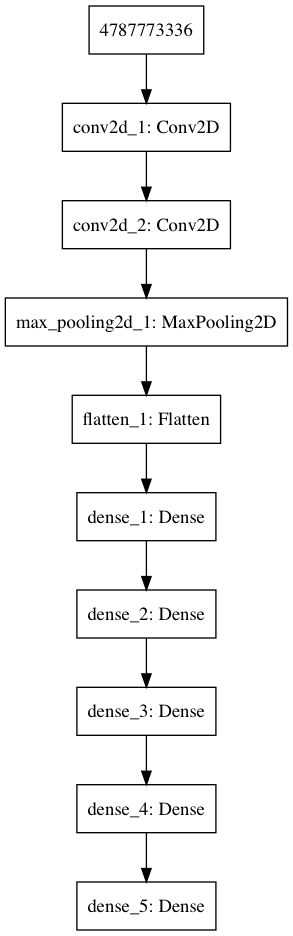 4787773336
conv2d_1: Conv2D
conv2d_2: Conv2D
max_pooling2d_1: MaxPooling2D
flatten_1: Flatten
dense_1: Dense
dense_2: Dense
dense_3: Dense
dense_4: Dense
dense_5: Dense